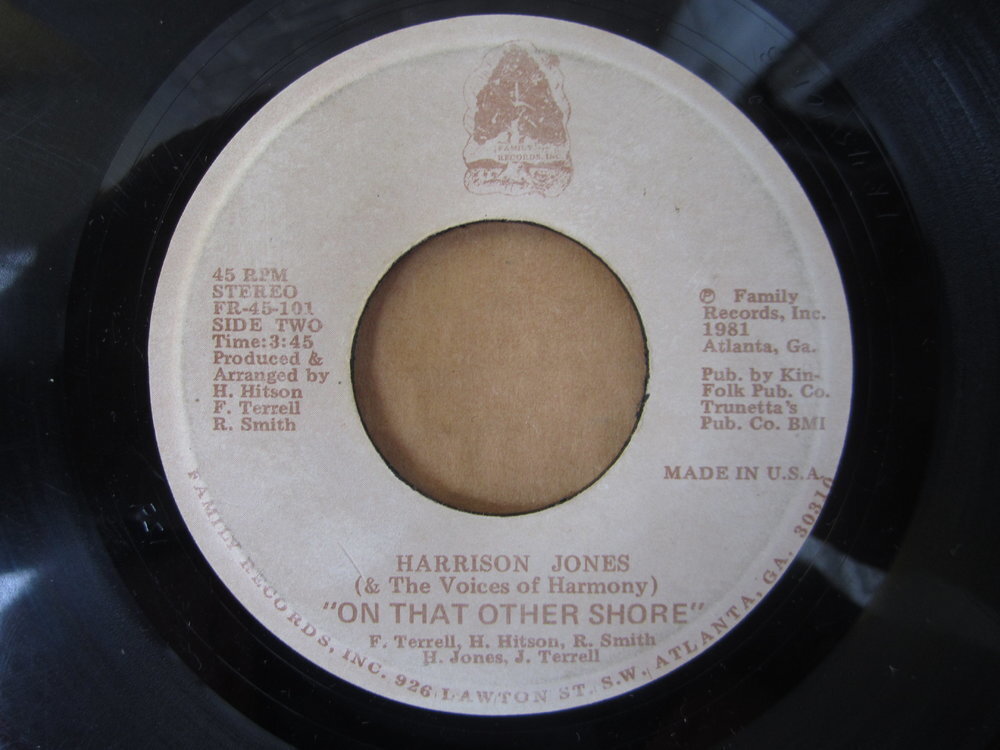 FAMILY
RECORDS, INC.
45 RPM
STEREO
FR-45-101
SIDE TWO
Time:3:45
Produced &
Arranged by
H. Hitson
F. Terrell
R. Smith
℗ Family
Records, Inc.
1981
Atlanta, Ga.
Pub. by Kin-
Folk Pub. Co.
Trunetta's
Pub. Co. BMI
MADE IN U.S.A.
HARRISON JONES
(& The Voices of Harmony)
"ON THAT OTHER SHORE"
F. Terrell, H. Hitson, R. Smith
H. Jones, J. Terrell
FAMILY RECORDS, INC. 926 LAWTON ST. S.W. ATLANTA, GA. 30310